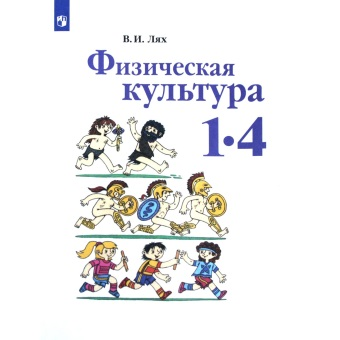 В. И. Лях
Физическая
культура
1•4